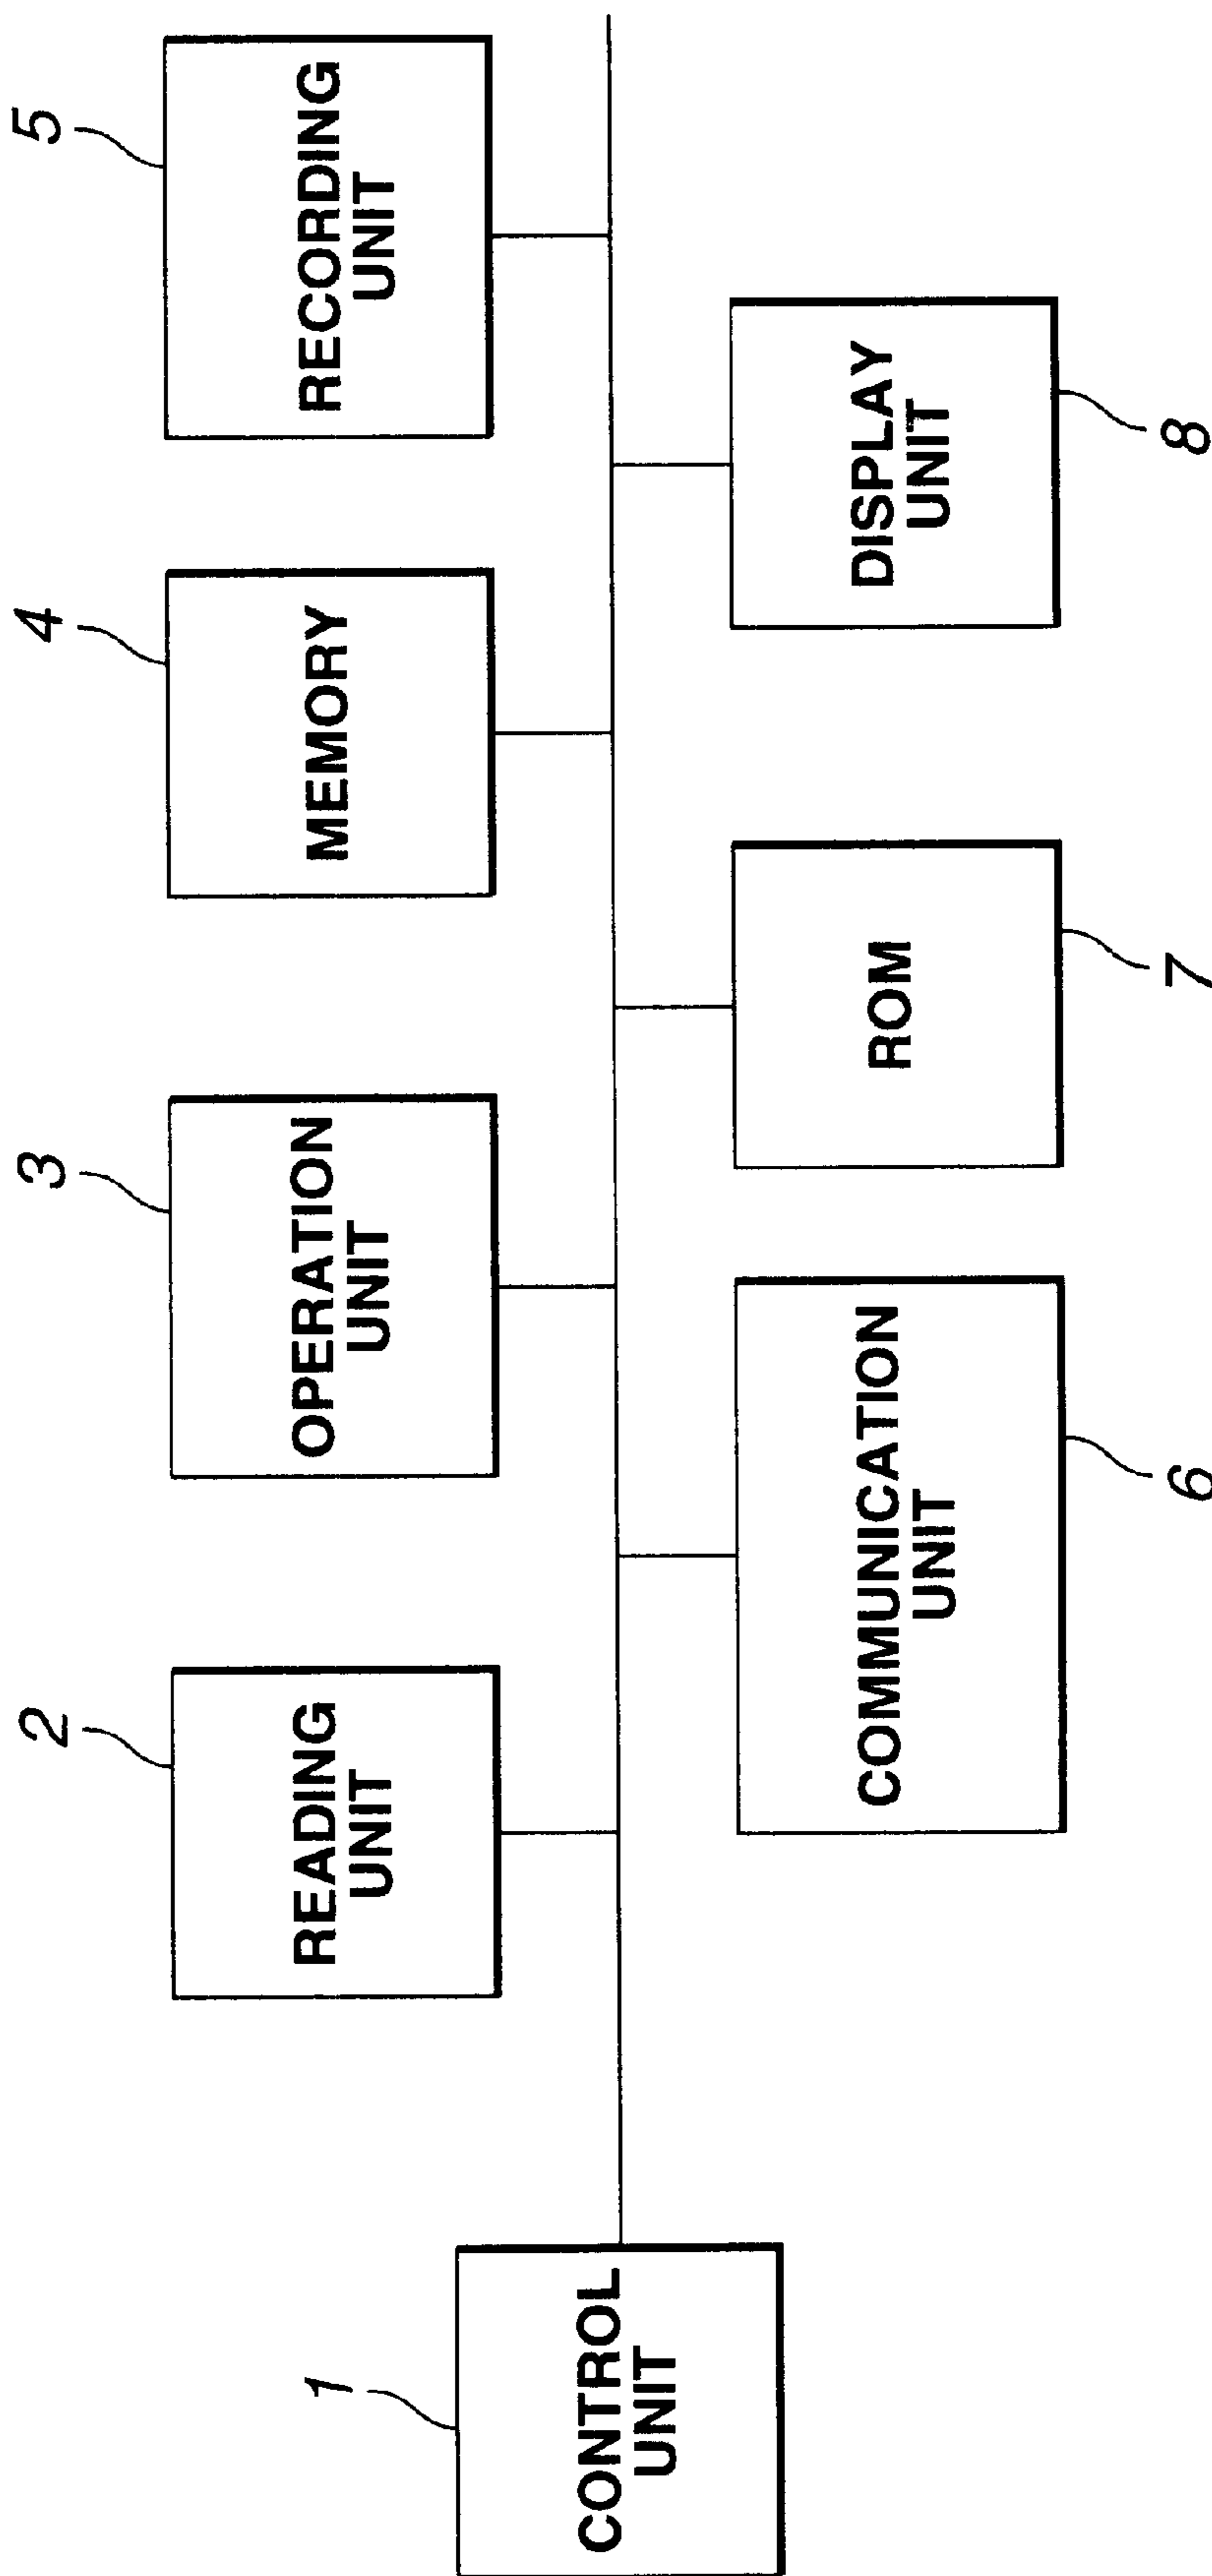 1
CONTROL
UNIT
2
READING
UNIT
3
OPERATION
UNIT
4
MEMORY
5
RECORDING
UNIT
COMMUNICATION
UNIT
6
ROM
7
DISPLAY
UNIT
8